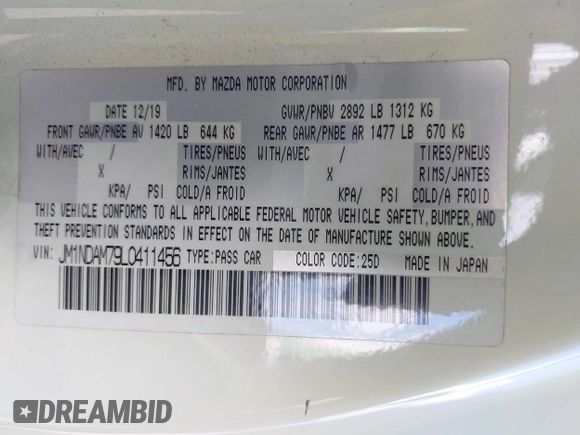 MFD. BY MAZDA MOTOR CORPORATION
DATE 12/19 GVWR/PNBV 2892 LB 1312 KG
FRONT GAWR/PNBE AV 1420 LB 644 KG REAR GAWR/PNBE AR 1477 LB 670 KG
WITH/AVEC / TIRES/PNEUS WITH/AVEC / TIRES/PNEUS
X RIMS/JANTES X RIMS/JANTES
KPA/ PSI COLD/A FROID KPA/ PSI COLD/A FROID
THIS VEHICLE CONFORMS TO ALL APPLICABLE FEDERAL MOTOR VEHICLE SAFETY, BUMPER, AND
THEFT PREVENTION STANDARDS IN EFFECT ON THE DATE OF MANUFACTURE SHOWN ABOVE.
VIN: JM1NDAM79L0411456 TYPE:PASS CAR COLOR CODE:25D MADE IN JAPAN
DREAMBID